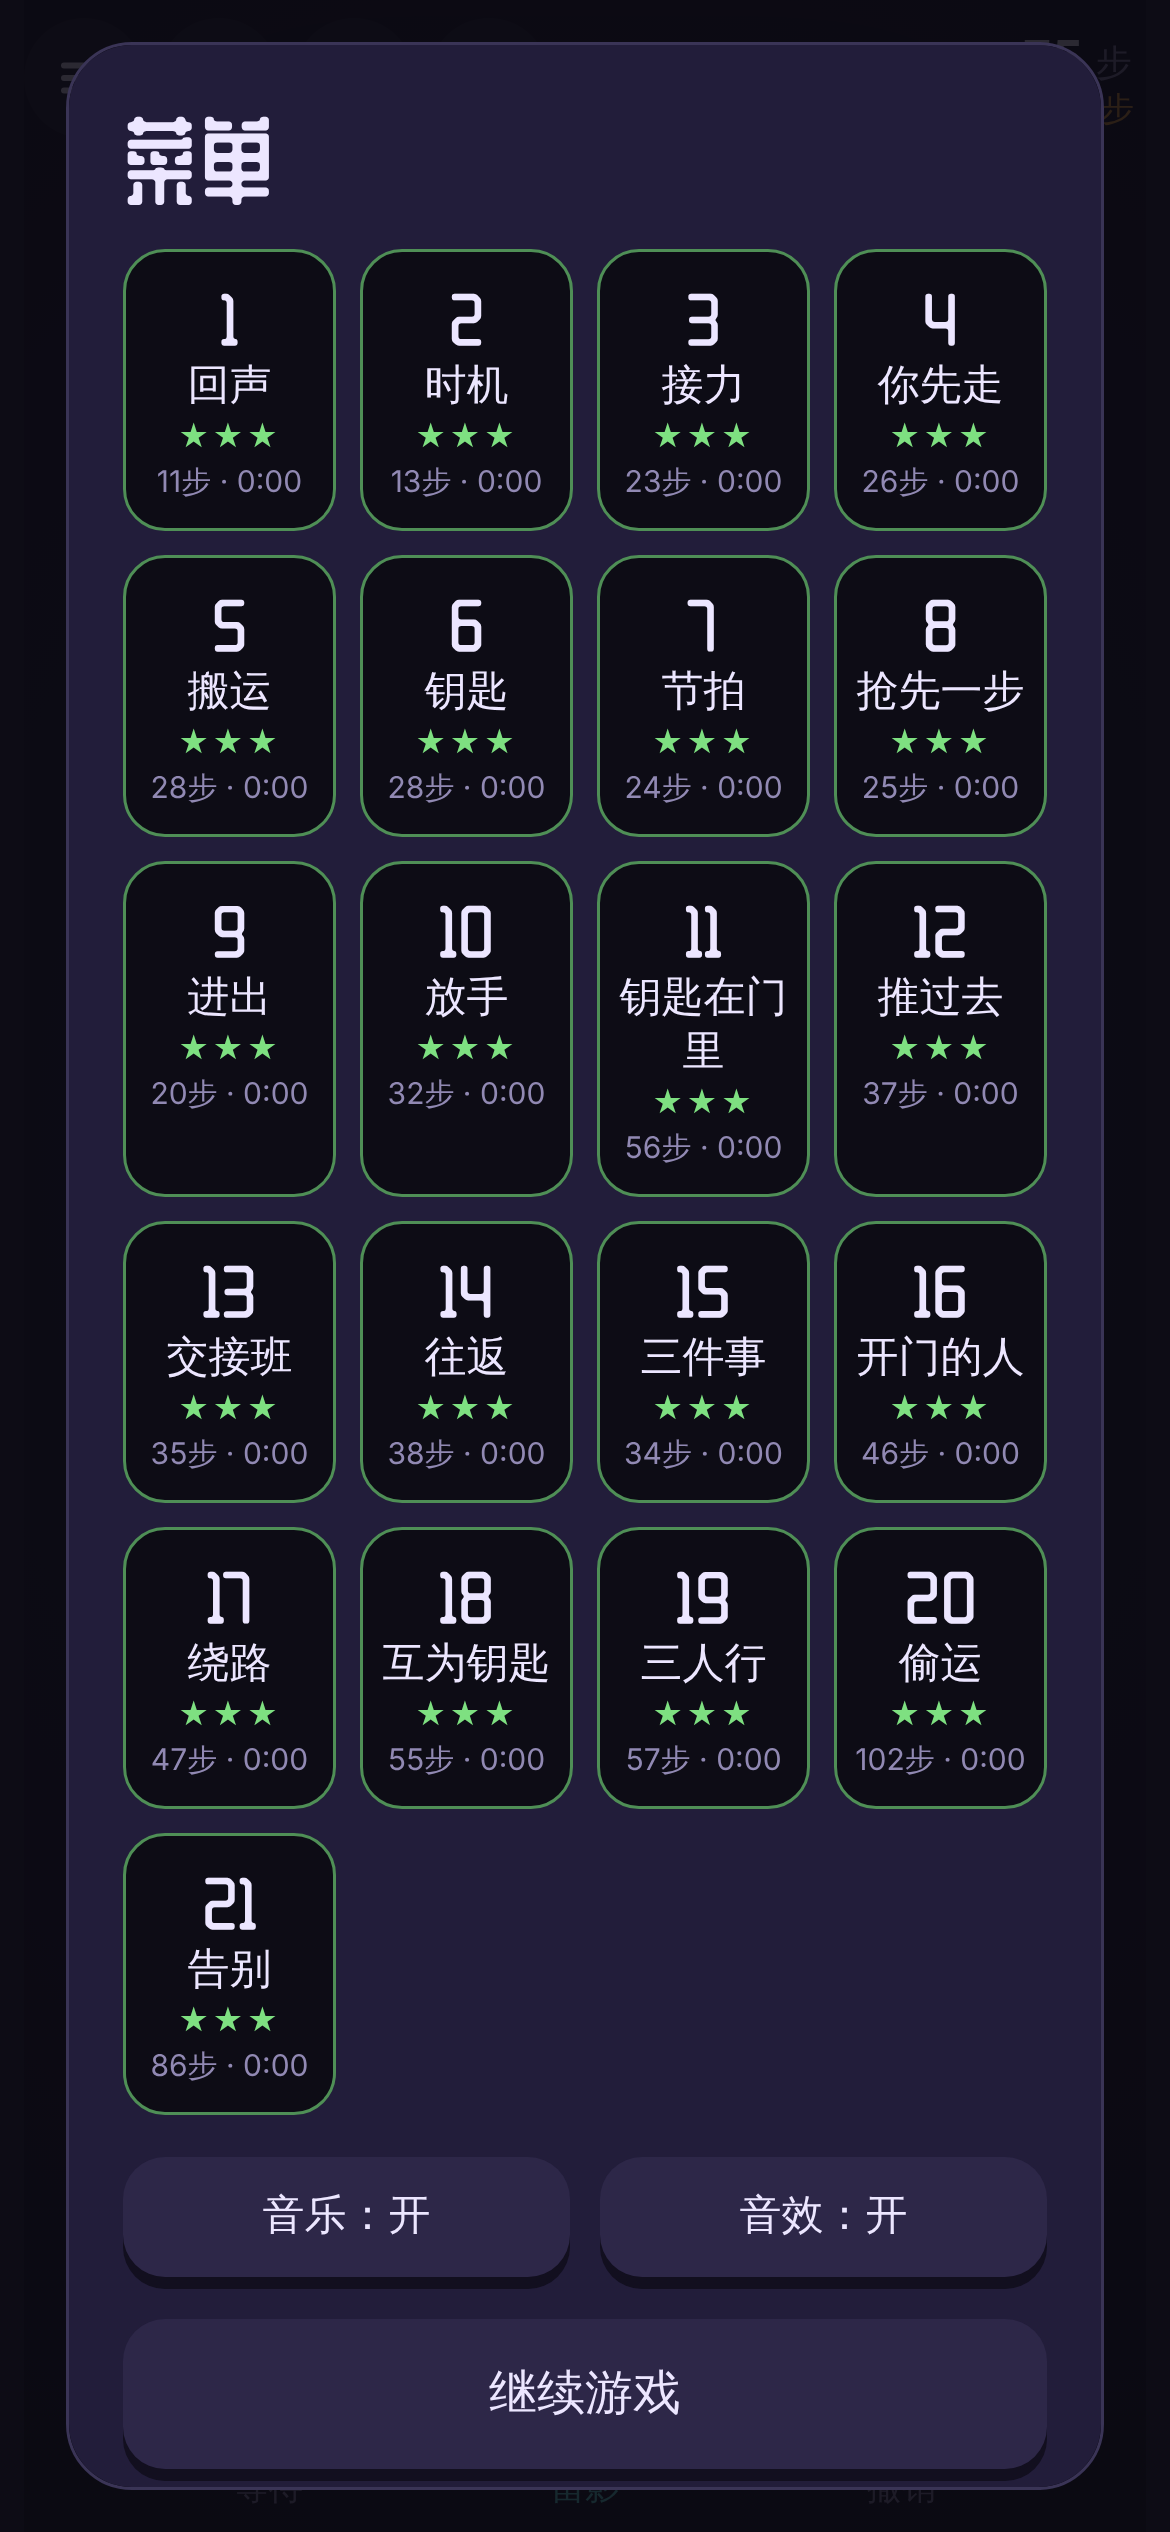 步
步
菜单
1
回声
★★★
11步 · 0:00
2
时机
★★★
13步 · 0:00
3
接力
★★★
23步 · 0:00
4
你先走
★★★
26步 · 0:00
5
搬运
★★★
28步 · 0:00
6
钥匙
★★★
28步 · 0:00
7
节拍
★★★
24步 · 0:00
8
抢先一步
★★★
25步 · 0:00
9
进出
★★★
20步 · 0:00
10
放手
★★★
32步 · 0:00
11
钥匙在门
里
★★★
56步 · 0:00
12
推过去
★★★
37步 · 0:00
13
交接班
★★★
35步 · 0:00
14
往返
★★★
38步 · 0:00
15
三件事
★★★
34步 · 0:00
16
开门的人
★★★
46步 · 0:00
17
绕路
★★★
47步 · 0:00
18
互为钥匙
★★★
55步 · 0:00
19
三人行
★★★
57步 · 0:00
20
偷运
★★★
102步 · 0:00
21
告别
★★★
86步 · 0:00
音乐：开
音效：开
继续游戏